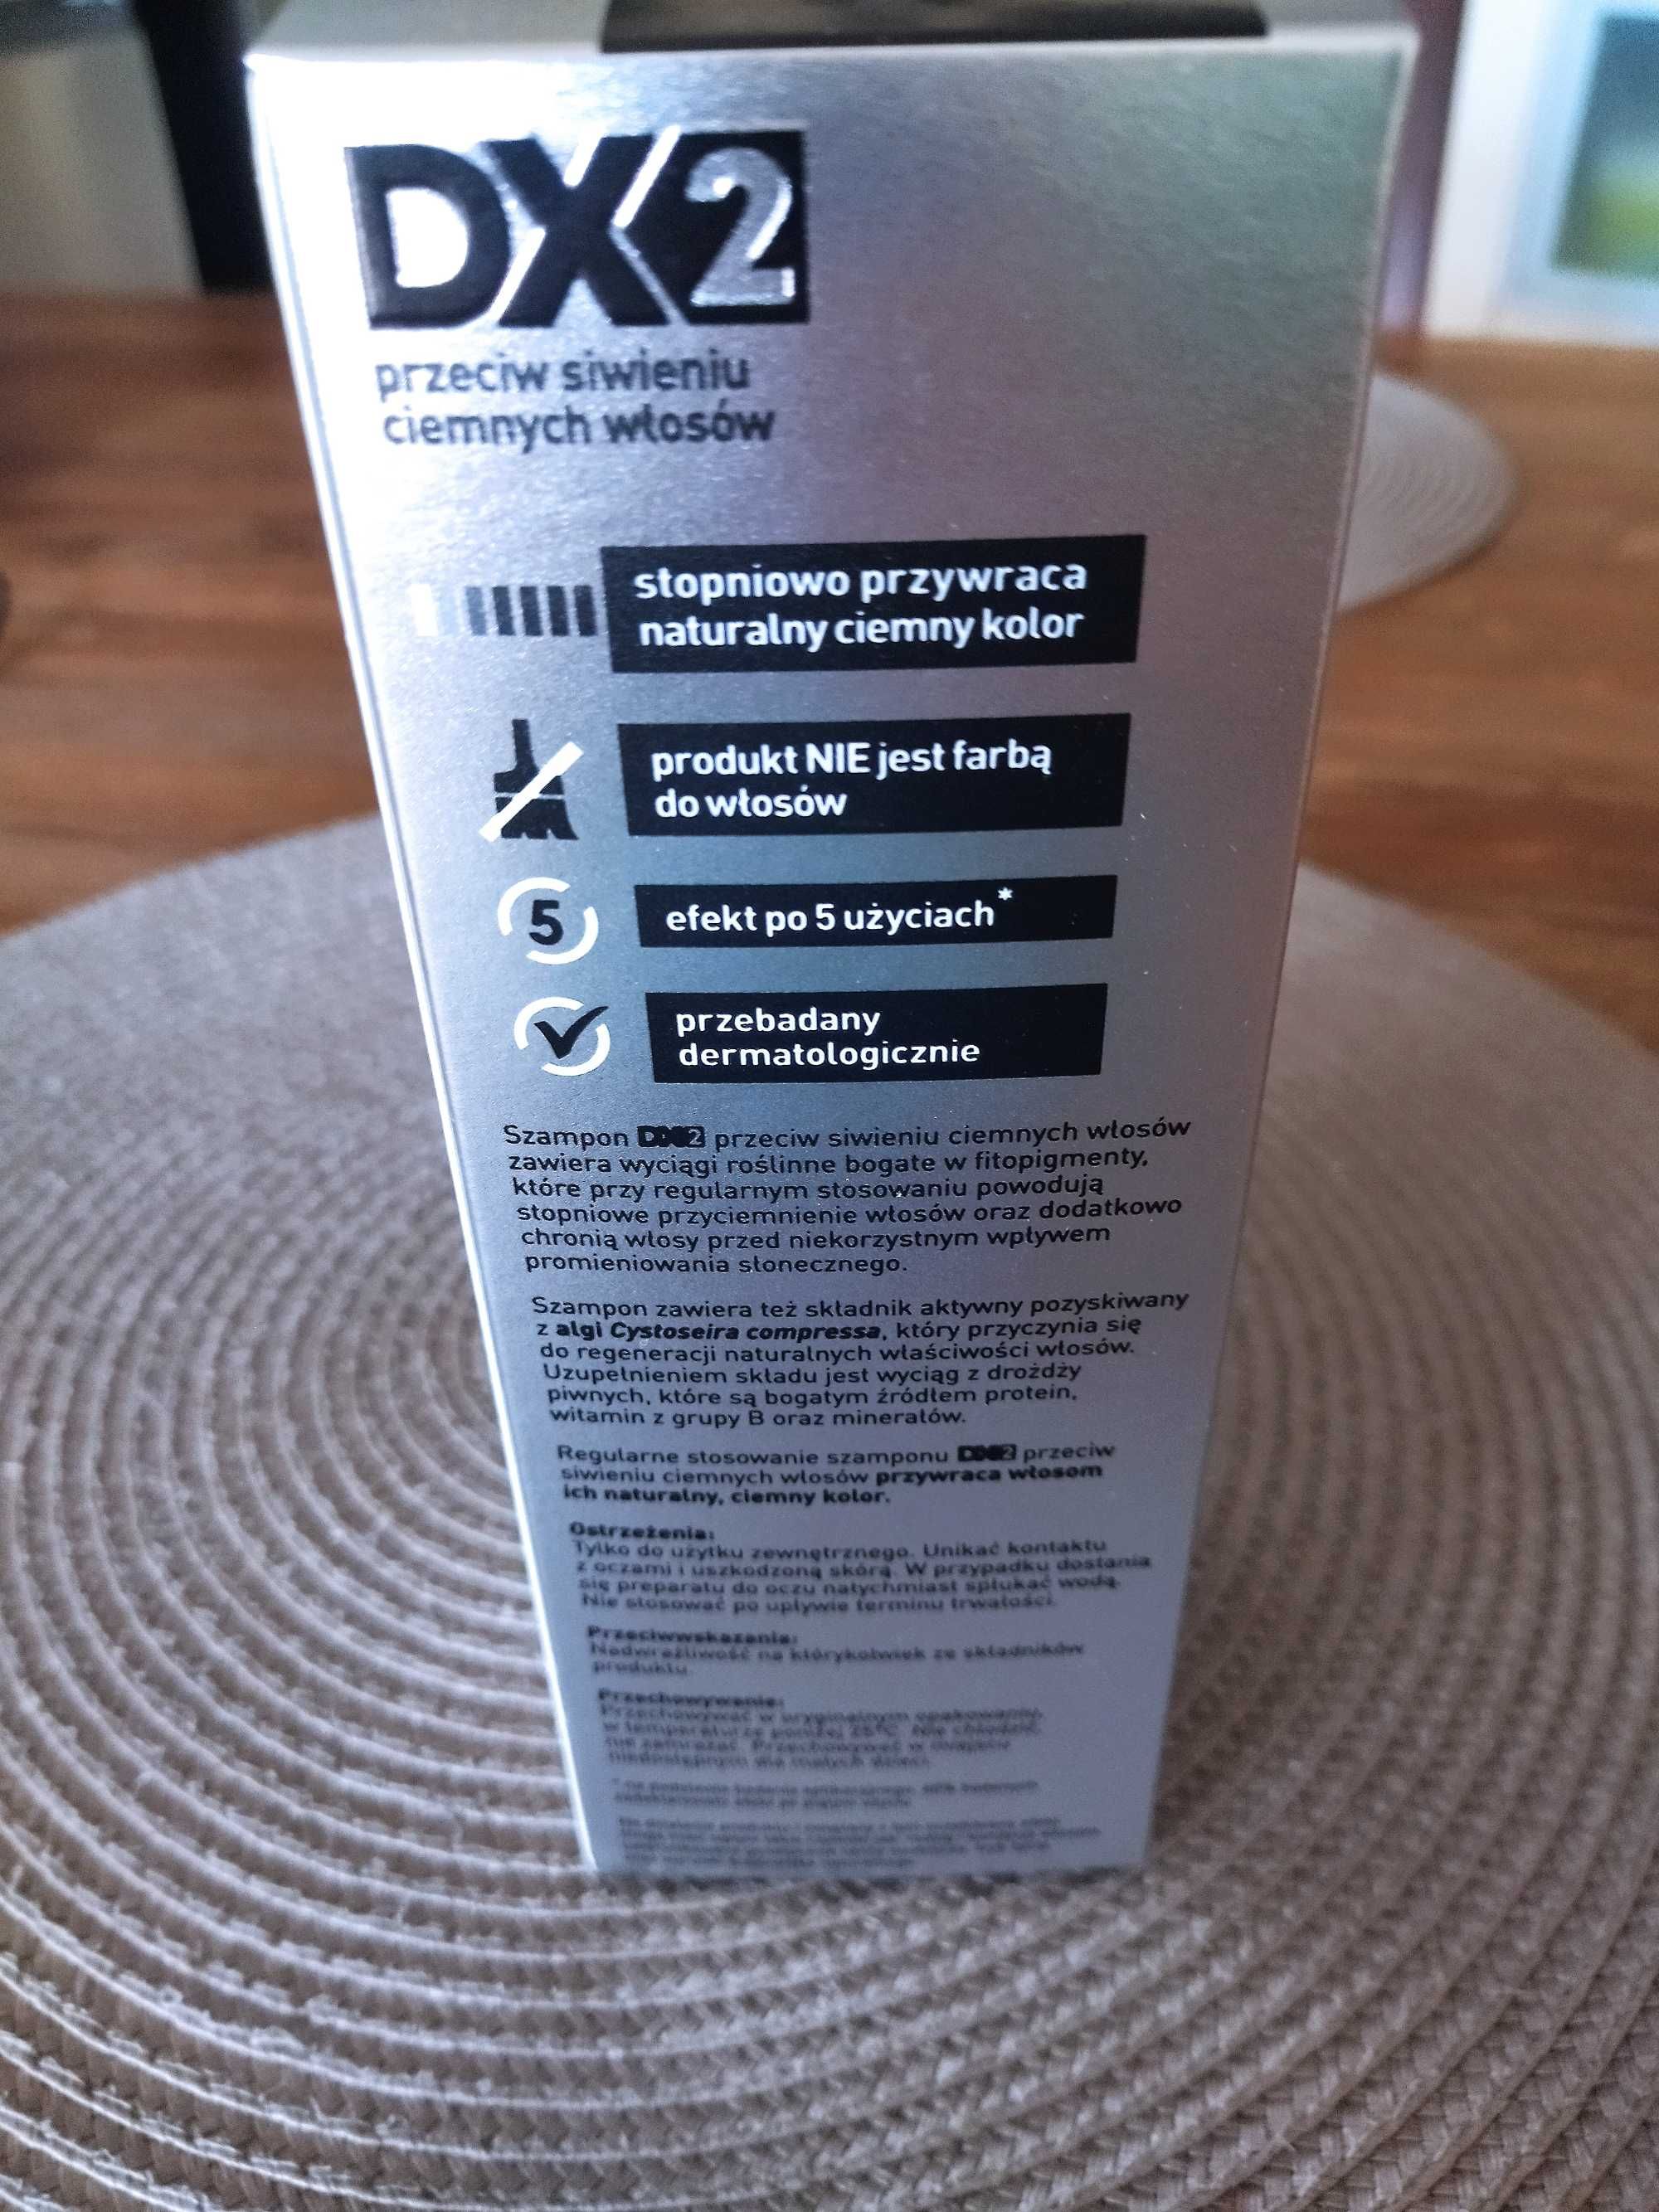 DX2
przeciw siwieniu
ciemnych włosów
stopniowo przywraca
naturalny ciemny kolor
produkt NIE jest farbą
do włosów
5
efekt po 5 użyciach*
przebadany
dermatologicznie
Szampon DX2 przeciw siwieniu ciemnych włosów
zawiera wyciągi roślinne bogate w fitopigmenty,
które przy regularnym stosowaniu powodują
stopniowe przyciemnienie włosów oraz dodatkowo
chronią włosy przed niekorzystnym wpływem
promieniowania słonecznego.
Szampon zawiera też składnik aktywny pozyskiwany
z algi Cystoseira compressa, który przyczynia się
do regeneracji naturalnych właściwości włosów.
Uzupełnieniem składu jest wyciąg z drożdży
piwnych, które są bogatym źródłem protein,
witamin z grupy B oraz minerałów.
Regularne stosowanie szamponu DX2 przeciw
siwieniu ciemnych włosów przywraca włosom
ich naturalny, ciemny kolor.
Ostrzeżenia:
Tylko do użytku zewnętrznego. Unikać kontaktu
z oczami i uszkodzoną skórą. W przypadku dostania
się preparatu do oczu natychmiast spłukać wodą.
Nie stosować po upływie terminu trwałości.
Przeciwwskazania:
Nadwrażliwość na którykolwiek ze składników
produktu.
Przechowywanie:
Przechowywać w oryginalnym opakowaniu,
w temperaturze poniżej 25°C. Nie chłodzić,
nie zamrażać. Przechowywać w miejscu
niedostępnym dla małych dzieci.